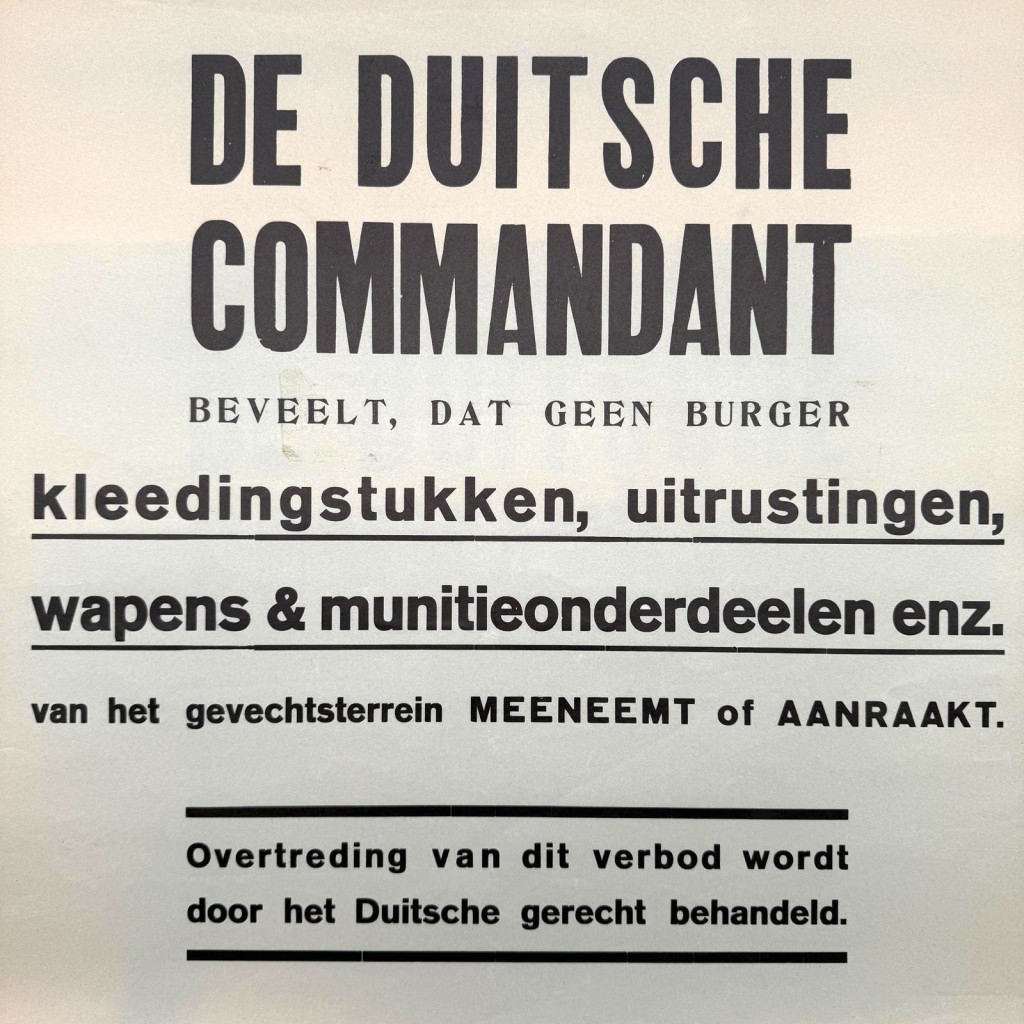 DE DUITSCHE
COMMANDANT
BEVEELT, DAT GEEN BURGER
kleedingstukken, uitrustingen,
wapens & munitieonderdeelen enz.
van het gevechtsterrein MEENEEMT of AANRAAKT.
Overtreding van dit verbod wordt
door het Duitsche gerecht behandeld.